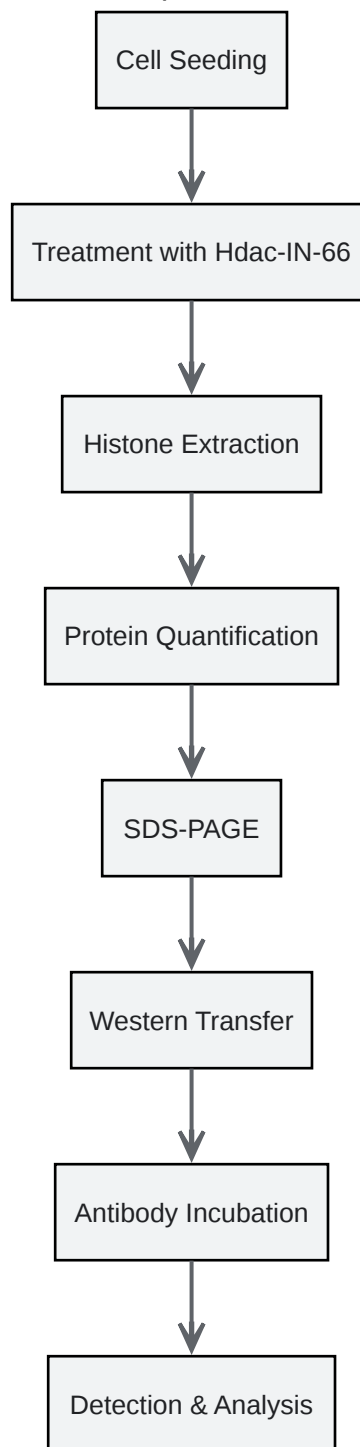 Cell Seeding
Treatment with Hdac-IN-66
Histone Extraction
Protein Quantification
SDS-PAGE
Western Transfer
Antibody Incubation
Detection & Analysis